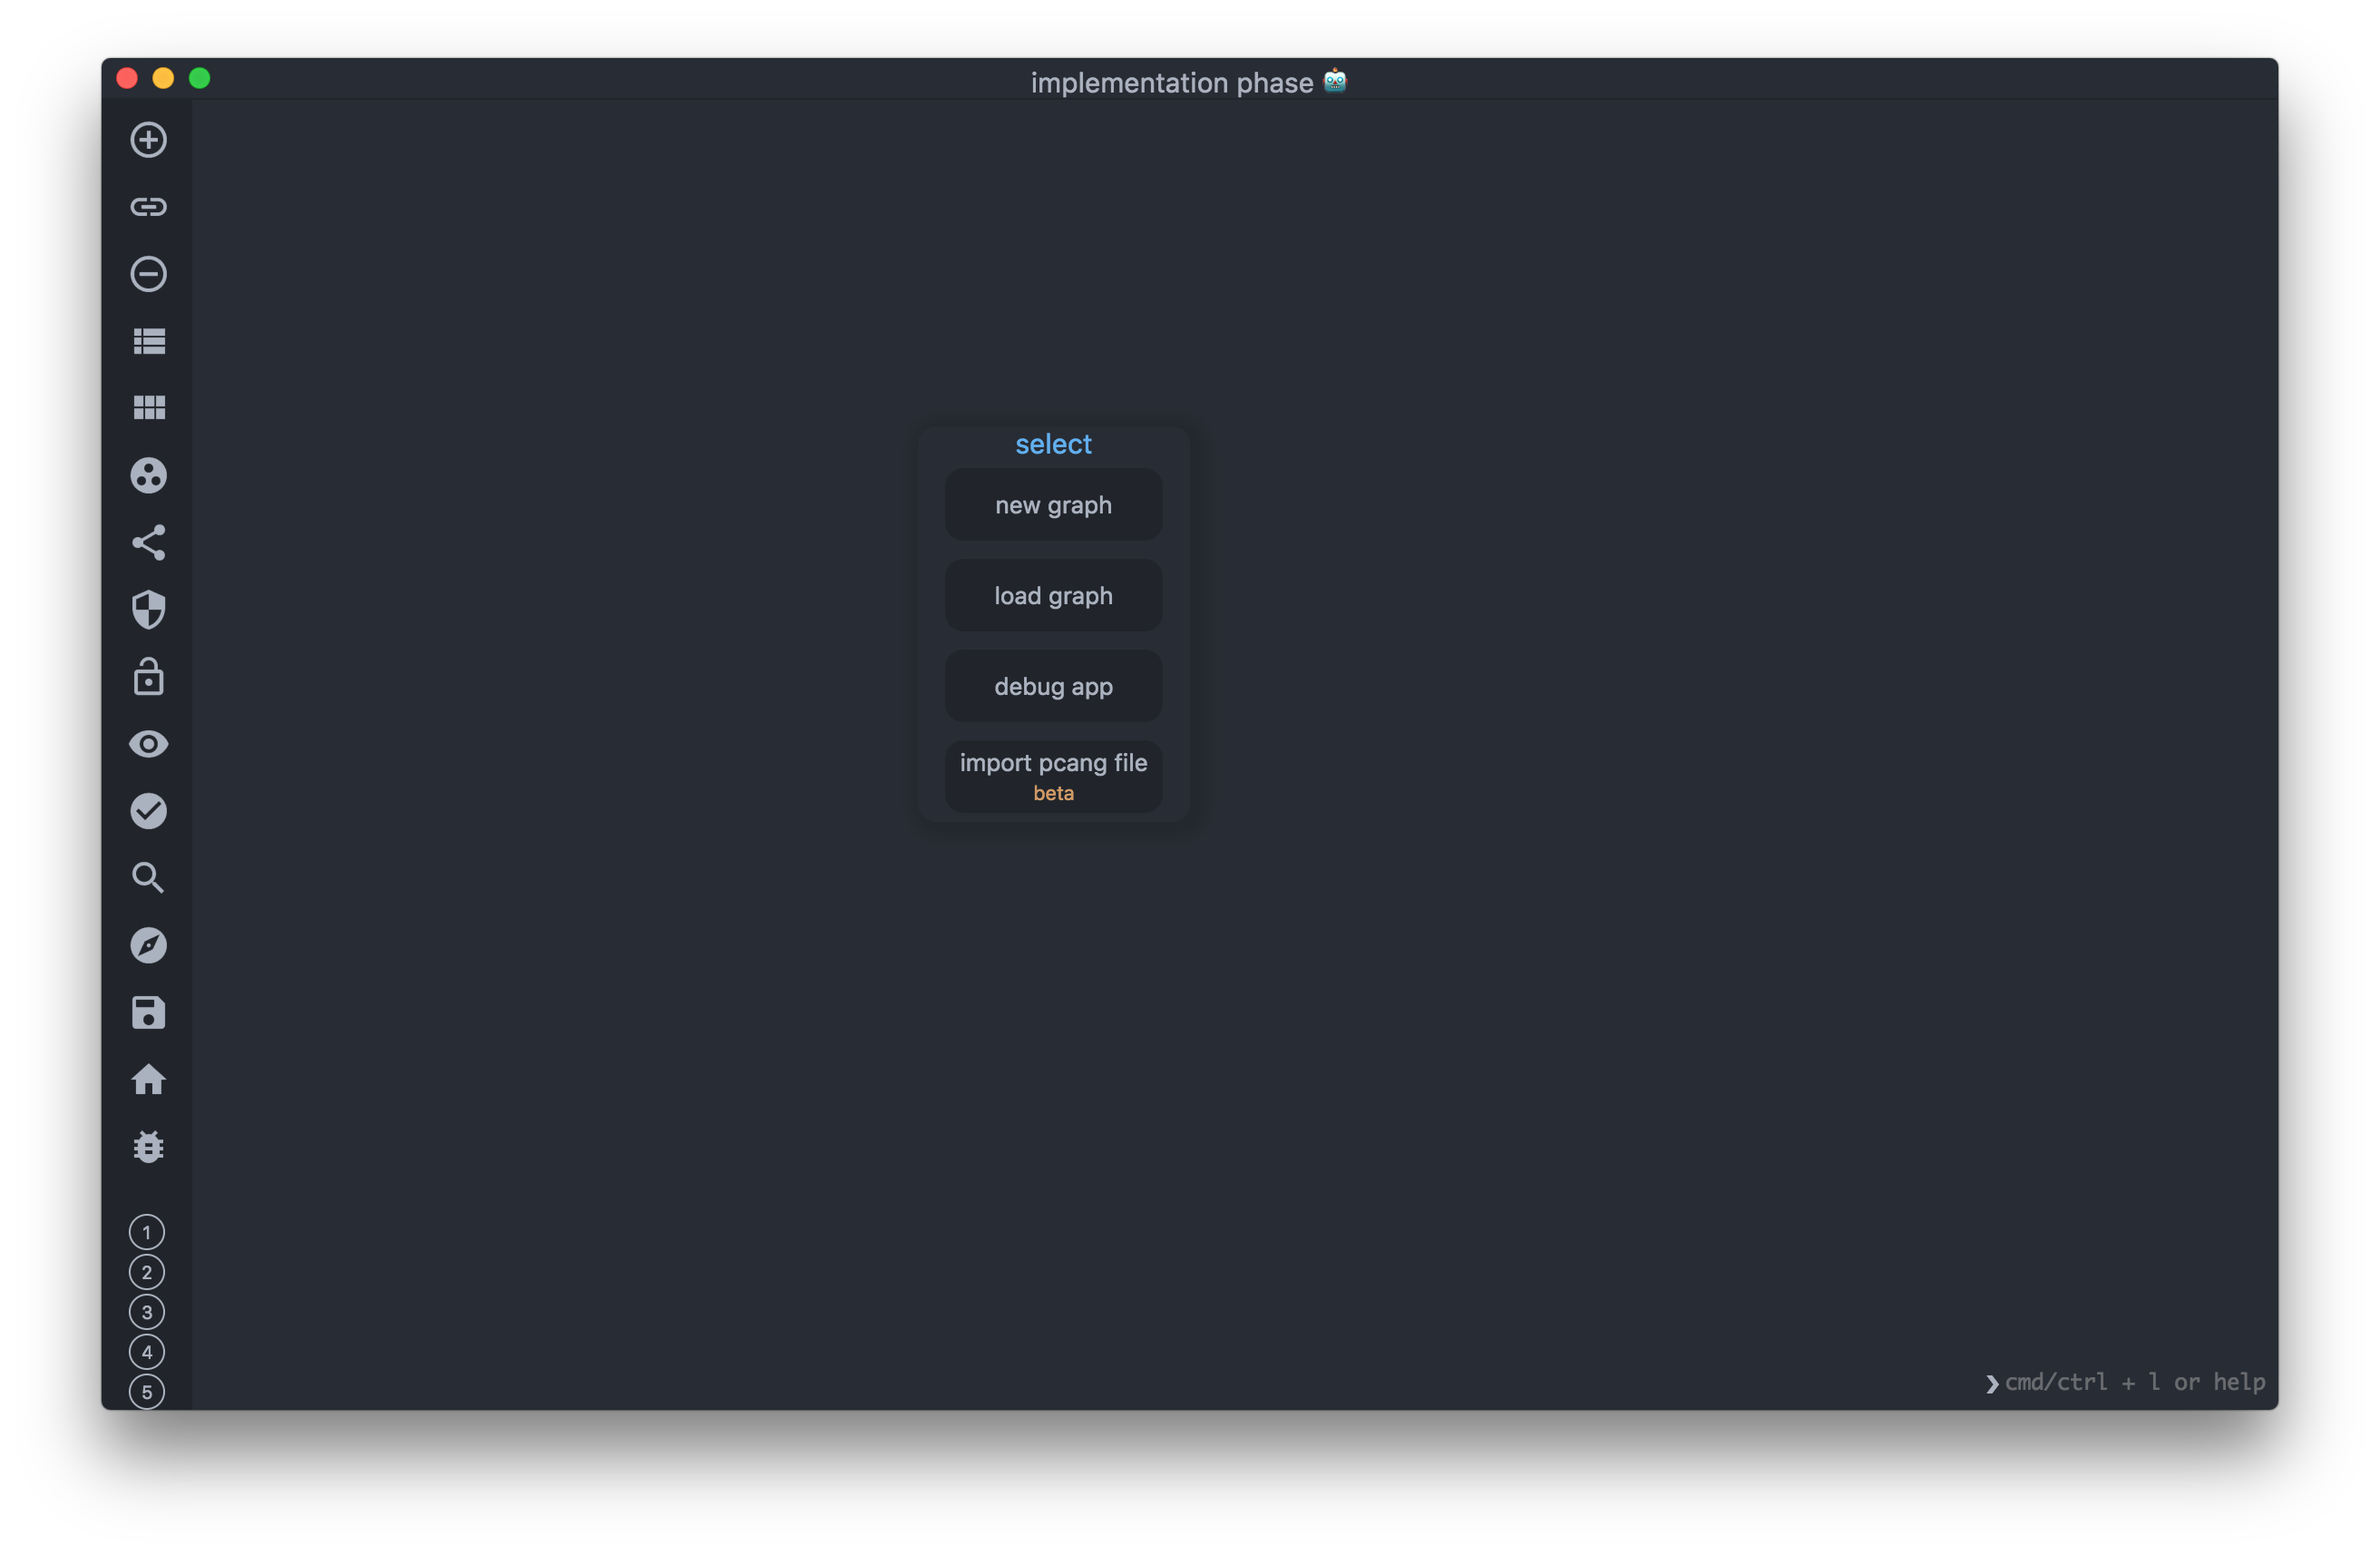 implementation phase 🤖
select
new graph
load graph
debug app
import pcang file
beta
1
2
3
4
5
❯ cmd/ctrl + l or help